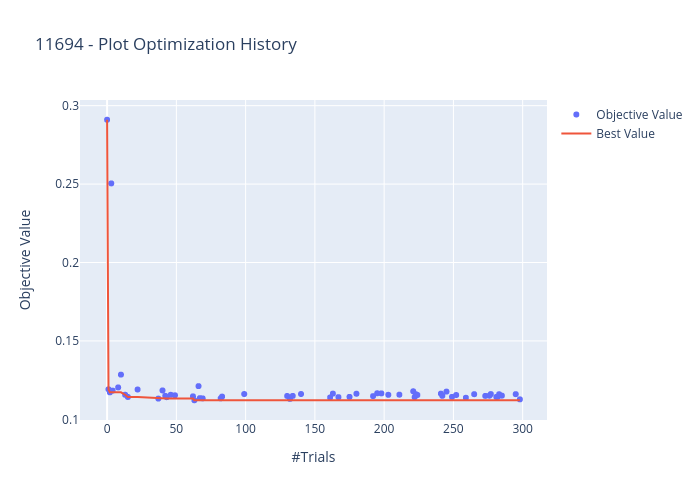 11694 - Plot Optimization History
Objective Value
Best Value
0.3
0.25
0.2
0.15
0.1
Objective Value
0
50
100
150
200
250
300
#Trials